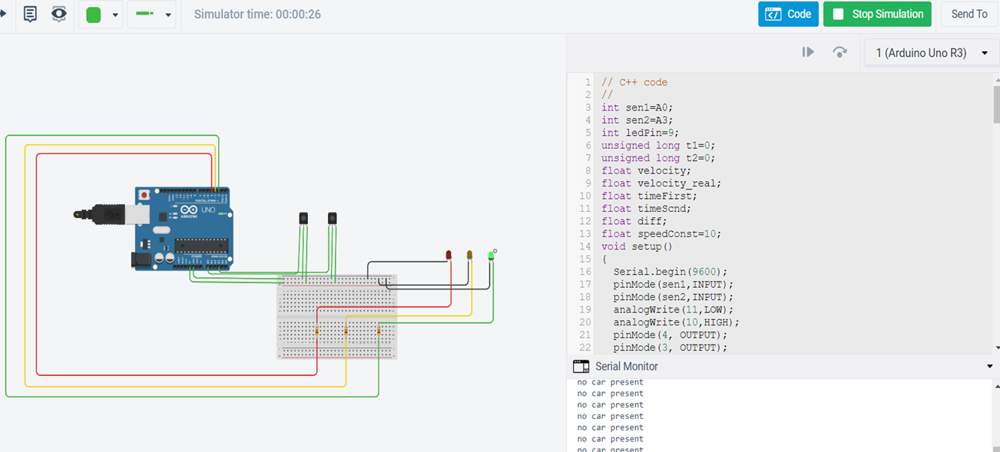 Simulator time: 00:00:26
Code
Stop Simulation
Send To
1 (Arduino Uno R3)
1 // C++ code
2 //
3 int sen1=A0;
4 int sen2=A3;
5 int ledPin=9;
6 unsigned long t1=0;
7 unsigned long t2=0;
8 float velocity;
9 float velocity_real;
10 float timeFirst;
11 float timeScnd;
12 float diff;
13 float speedConst=10;
14 void setup()
15 {
16 Serial.begin(9600);
17 pinMode(sen1,INPUT);
18 pinMode(sen2,INPUT);
19 analogWrite(11,LOW);
20 analogWrite(10,HIGH);
21 pinMode(4, OUTPUT);
22 pinMode(3, OUTPUT);
Serial Monitor
no car present
no car present
no car present
no car present
no car present
no car present
no car present
DIGITAL (PWM~)
UNO
ARDUINO
POWER
ANALOG IN